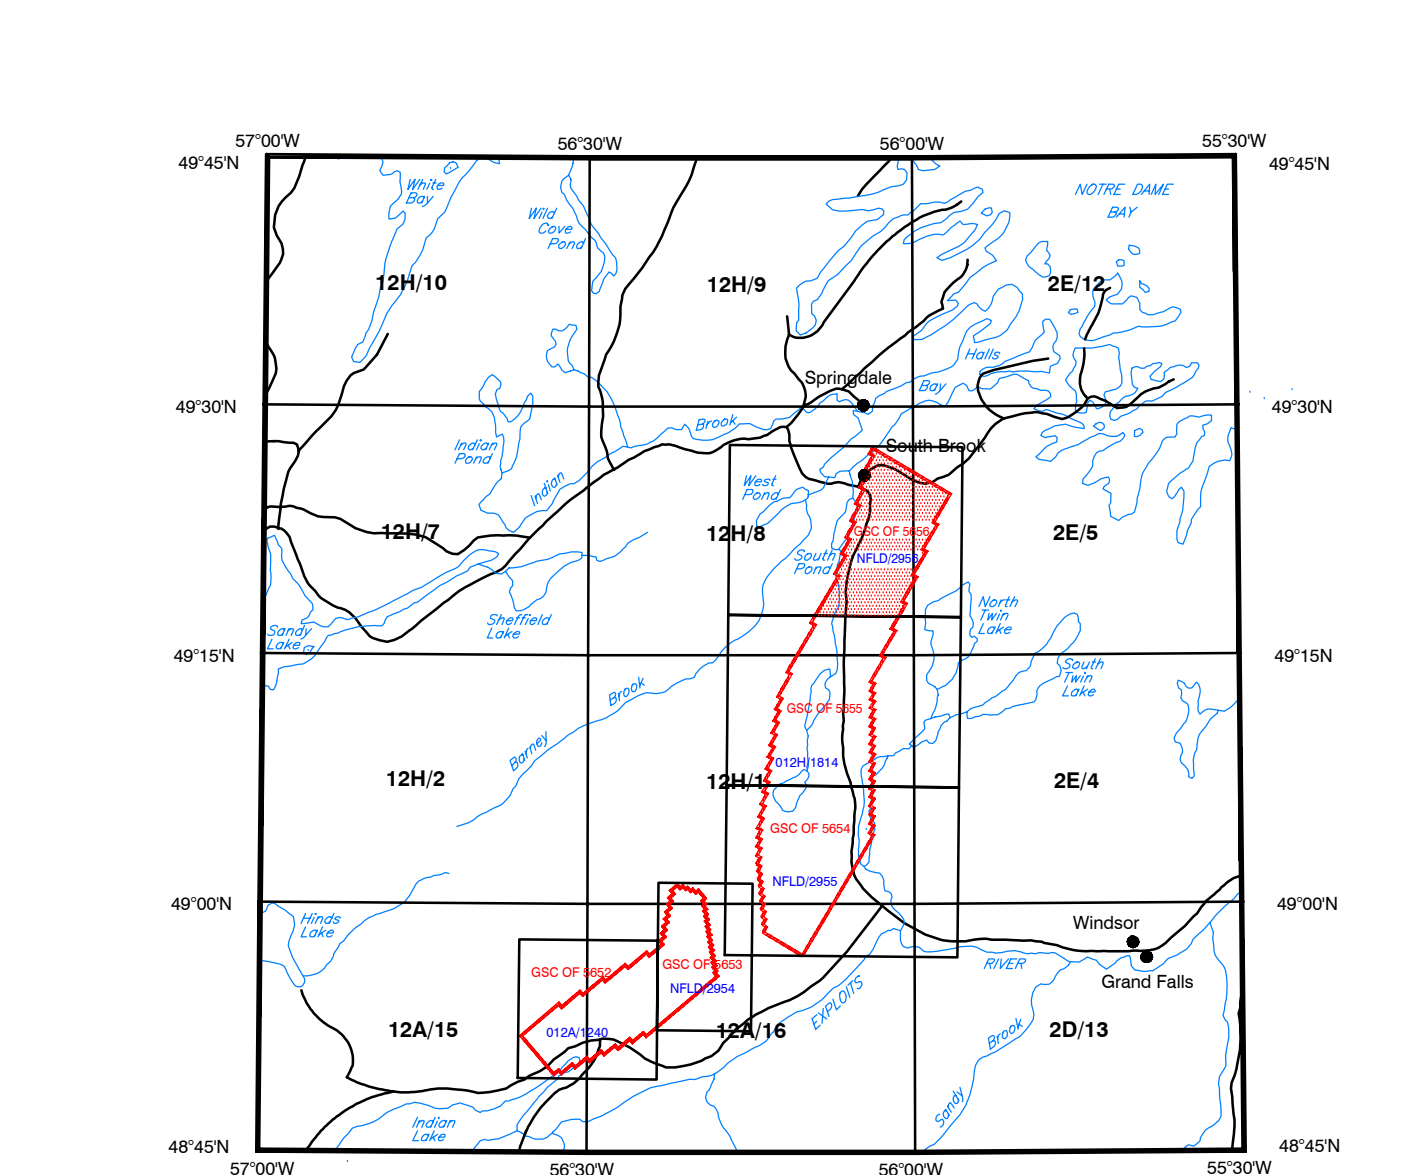 57°00'W
56°30'W
56°00'W
55°30'W
49°45'N
49°45'N
White
Bay
Wild
Cove
Pond
NOTRE DAME
BAY
12H/10
12H/9
2E/12
Halls
Springdale
Bay
49°30'N
49°30'N
Brook
South Brook
Indian
Pond
Indian
West
Pond
12H/7
12H/8
GSC OF 5656
2E/5
South
Pond
NFLD/2956
North
Twin
Lake
Sheffield
Lake
Sandy
Lake
49°15'N
49°15'N
South
Twin
Lake
Brook
GSC OF 5655
Barney
012H/1814
12H/2
12H/1
2E/4
GSC OF 5654
NFLD/2955
49°00'N
49°00'N
Hinds
Lake
Windsor
GSC OF 5652
GSC OF 5653
RIVER
NFLD/2954
Grand Falls
EXPLOITS
12A/15
012A/1240
12A/16
Brook
2D/13
Sandy
Indian
Lake
48°45'N
48°45'N
57°00'W
56°30'W
56°00'W
55°30'W